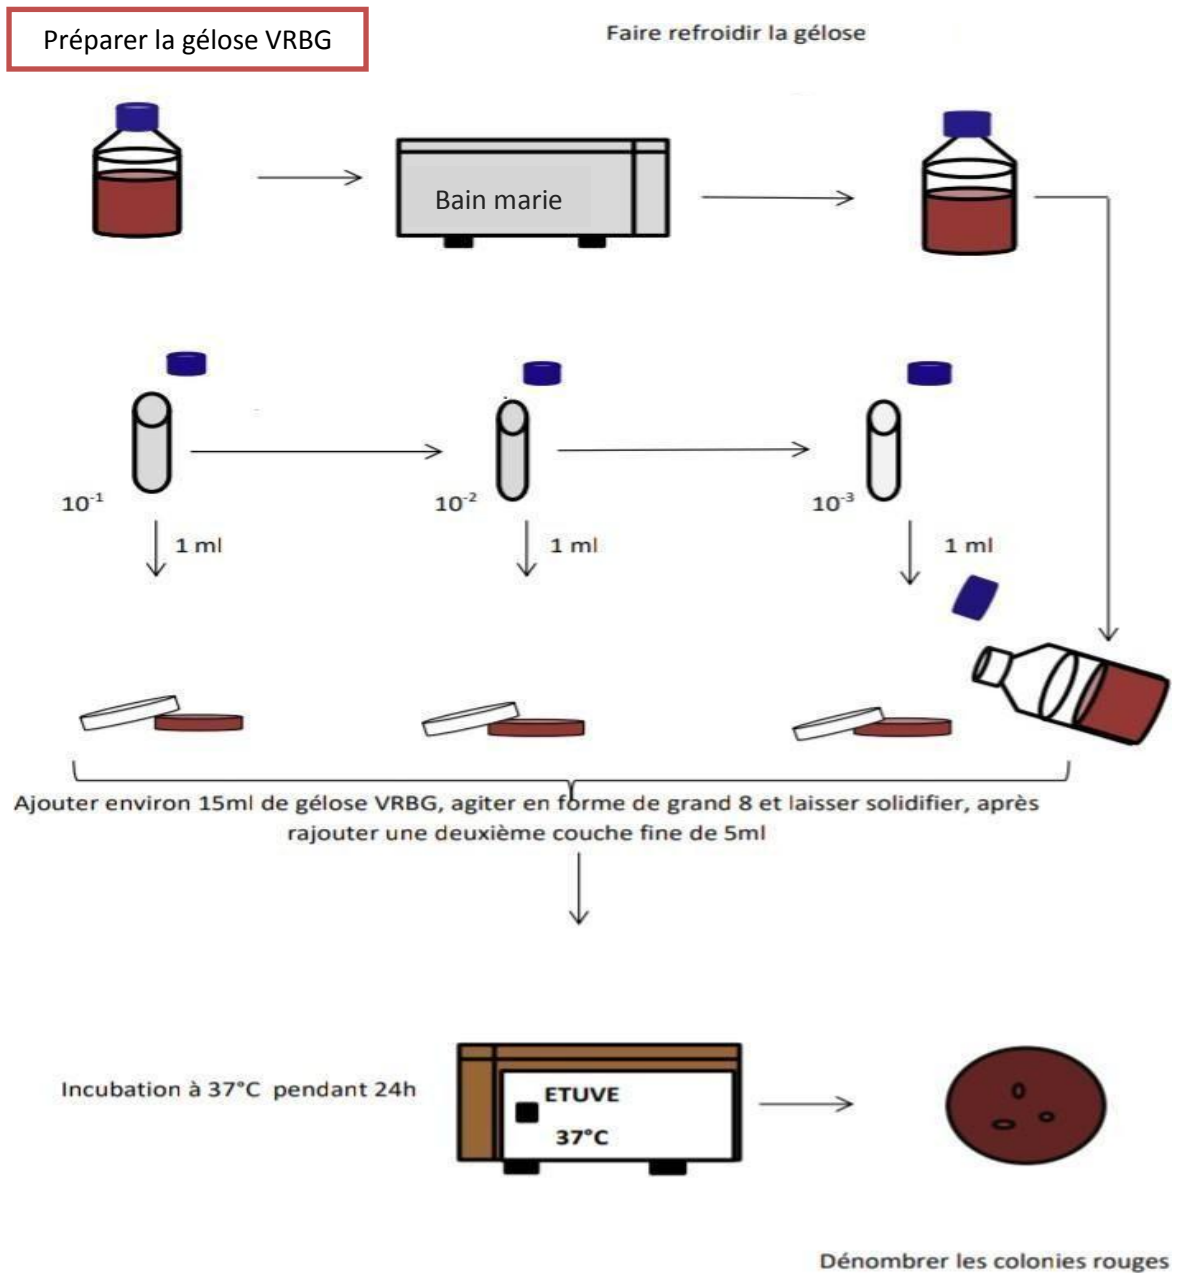 Préparer la gélose VRBG
Faire refroidir la gélose
Bain marie
10⁻¹
10⁻²
10⁻³
1 ml
1 ml
1 ml
Ajouter environ 15ml de gélose VRBG, agiter en forme de grand 8 et laisser solidifier, après
rajouter une deuxième couche fine de 5ml
Incubation à 37°C pendant 24h
ETUVE
37°C
Dénombrer les colonies rouges